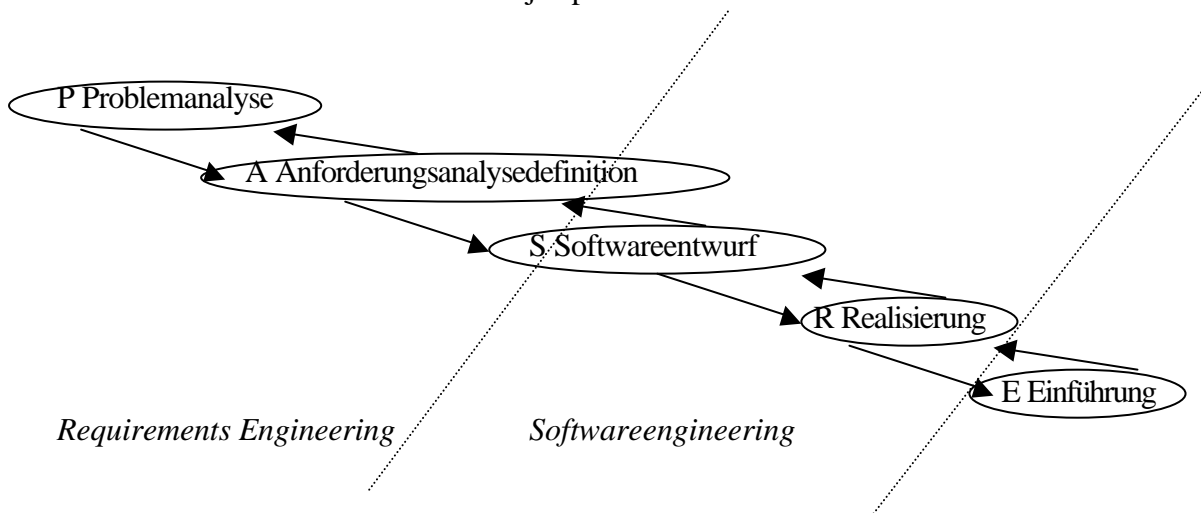 P Problemanalyse
A Anforderungsanalysedefinition
S Softwareentwurf
R Realisierung
E Einführung
Requirements Engineering
Softwareengineering